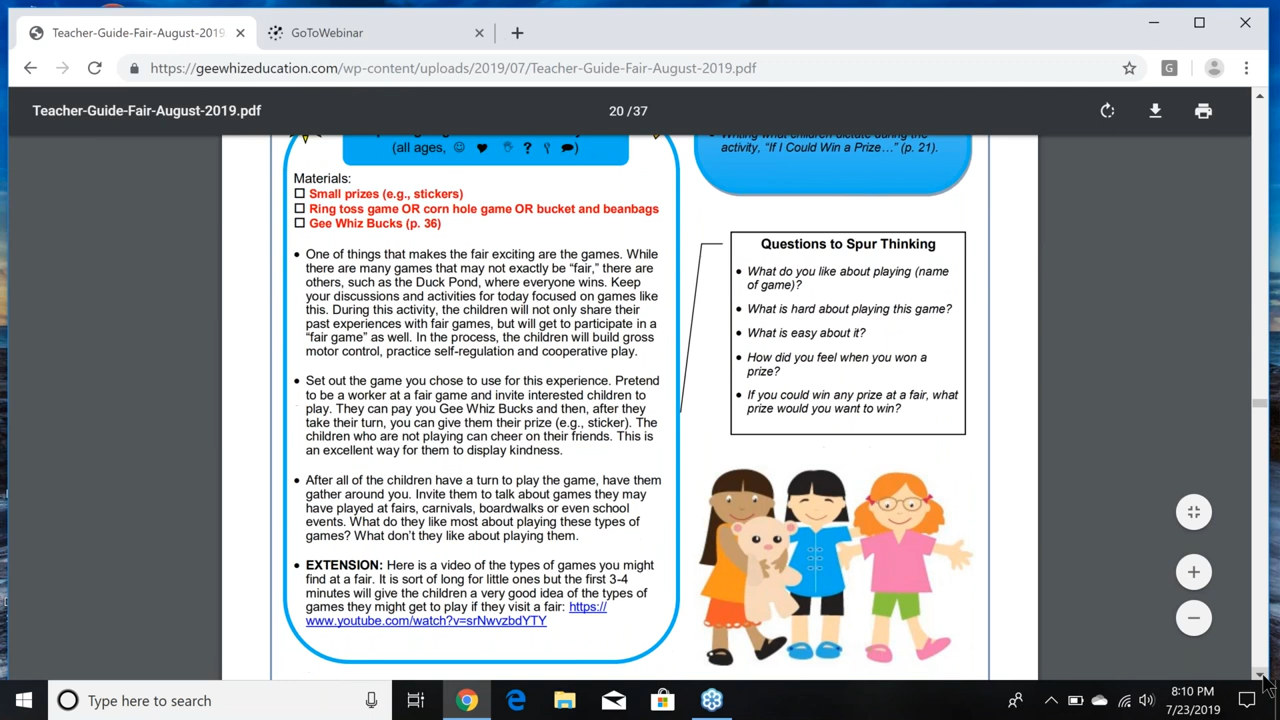 Teacher-Guide-Fair-August-2019
GoToWebinar
https://geewhizeducation.com/wp-content/uploads/2019/07/Teacher-Guide-Fair-August-2019.pdf
G
Teacher-Guide-Fair-August-2019.pdf
20 / 37
(all ages,
Materials:
Small prizes (e.g., stickers)
Ring toss game OR corn hole game OR bucket and beanbags
Gee Whiz Bucks (p. 36)
• One of things that makes the fair exciting are the games. While
there are many games that may not exactly be “fair,” there are
others, such as the Duck Pond, where everyone wins. Keep
your discussions and activities for today focused on games like
this. During this activity, the children will not only share their
past experiences with fair games, but will get to participate in a
“fair game” as well. In the process, the children will build gross
motor control, practice self-regulation and cooperative play.
• Set out the game you chose to use for this experience. Pretend
to be a worker at a fair game and invite interested children to
play. They can pay you Gee Whiz Bucks and then, after they
take their turn, you can give them their prize (e.g., sticker). The
children who are not playing can cheer on their friends. This is
an excellent way for them to display kindness.
• After all of the children have a turn to play the game, have them
gather around you. Invite them to talk about games they may
have played at fairs, carnivals, boardwalks or even school
events. What do they like most about playing these types of
games? What don’t they like about playing them.
• EXTENSION: Here is a video of the types of games you might
find at a fair. It is sort of long for little ones but the first 3-4
minutes will give the children a very good idea of the types of
games they might get to play if they visit a fair: https://
www.youtube.com/watch?v=srNwvzbdYTY
Writing what children dictate during the
activity, “If I Could Win a Prize…” (p. 21).
Questions to Spur Thinking
• What do you like about playing (name
of game)?
• What is hard about playing this game?
• What is easy about it?
• How did you feel when you won a
prize?
• If you could win any prize at a fair, what
prize would you want to win?
Type here to search
8:10 PM
7/23/2019